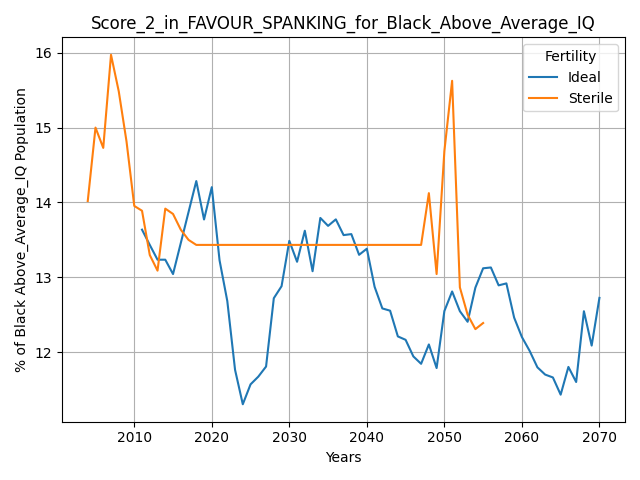 Score_2_in_FAVOUR_SPANKING_for_Black_Above_Average_IQ
% of Black Above_Average_IQ Population
16
15
14
13
12
Fertility
Ideal
Sterile
2010 2020 2030 2040 2050 2060 2070
Years